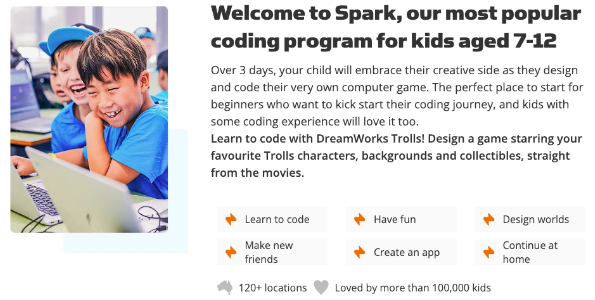 Welcome to Spark, our most popular
coding program for kids aged 7-12
Over 3 days, your child will embrace their creative side as they design
and code their very own computer game. The perfect place to start for
beginners who want to kick start their coding journey, and kids with
some coding experience will love it too.
Learn to code with DreamWorks Trolls! Design a game starring your
favourite Trolls characters, backgrounds and collectibles, straight
from the movies.
Learn to code
Have fun
Design worlds
Make new
friends
Create an app
Continue at
home
120+ locations
Loved by more than 100,000 kids